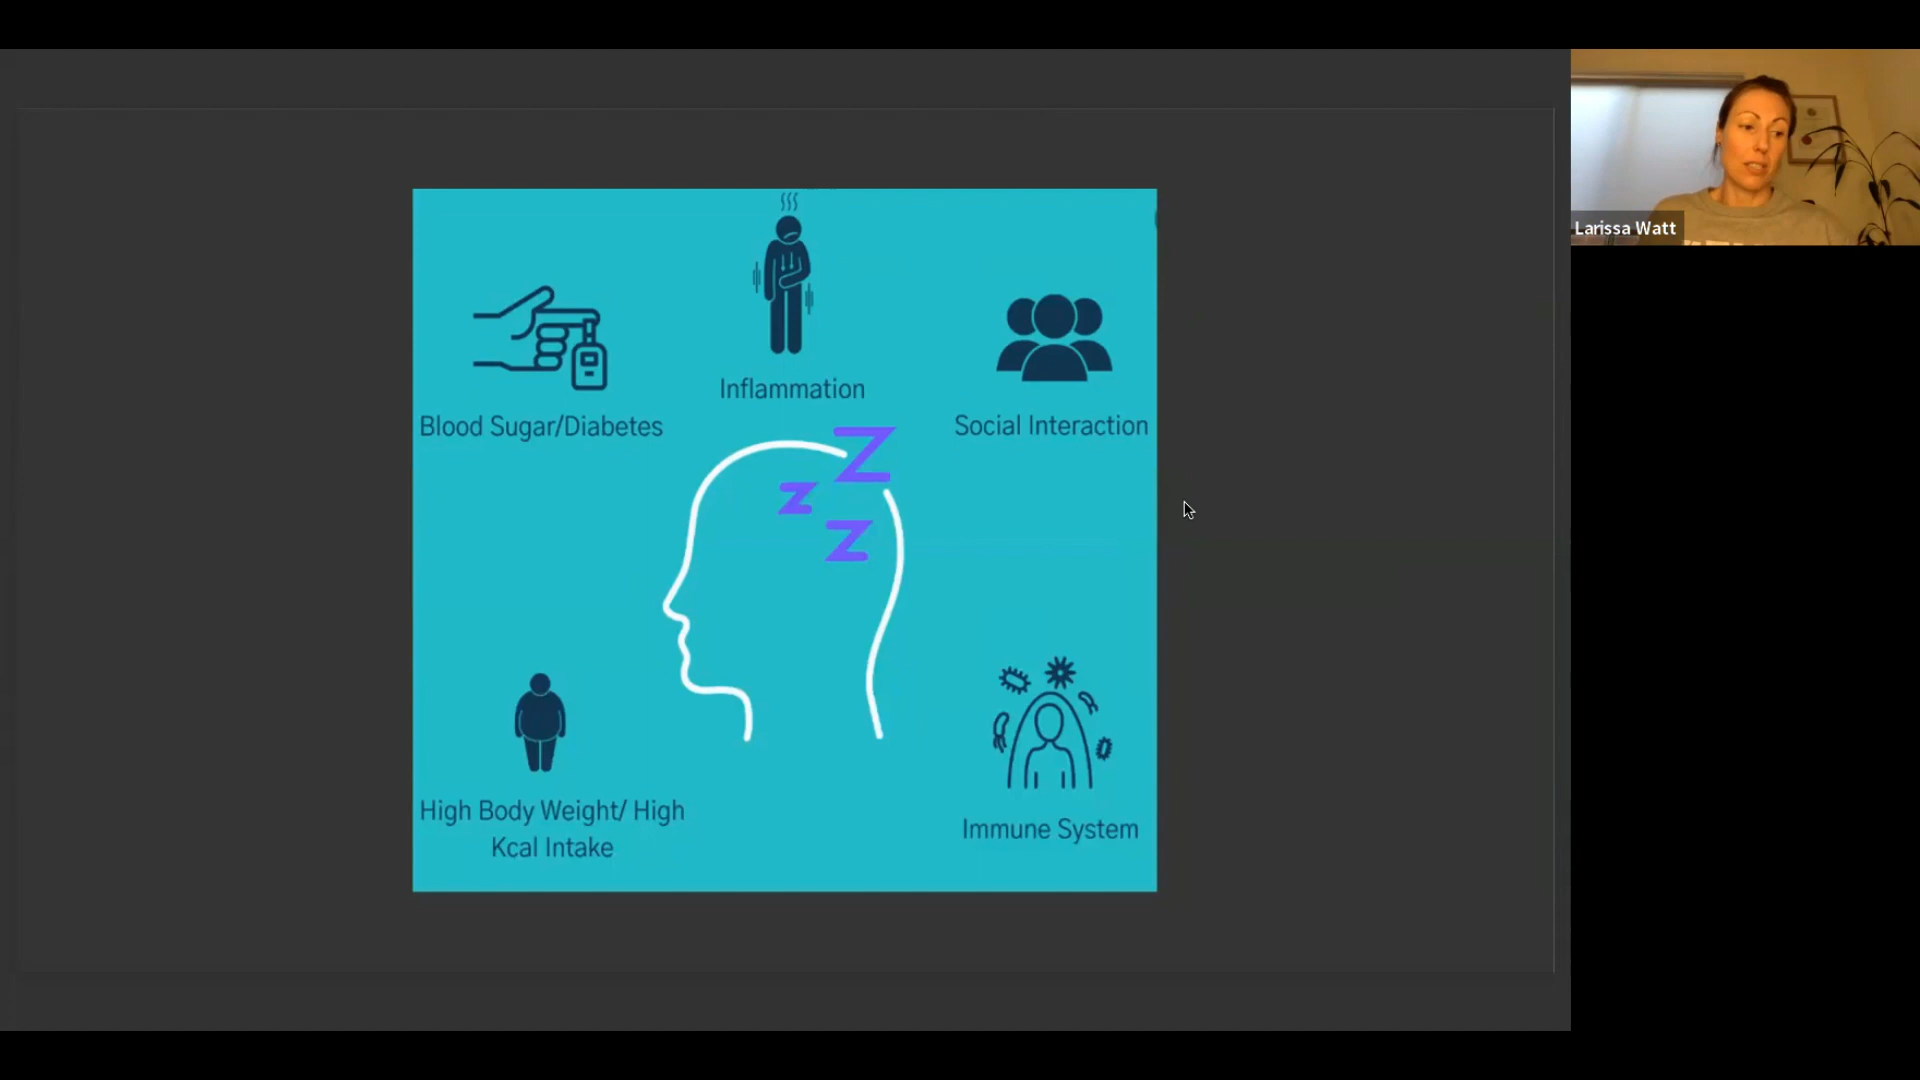 Inflammation
Blood Sugar/Diabetes
Social Interaction
z
z
z
High Body Weight/ High
Kcal Intake
Immune System
Larissa Watt